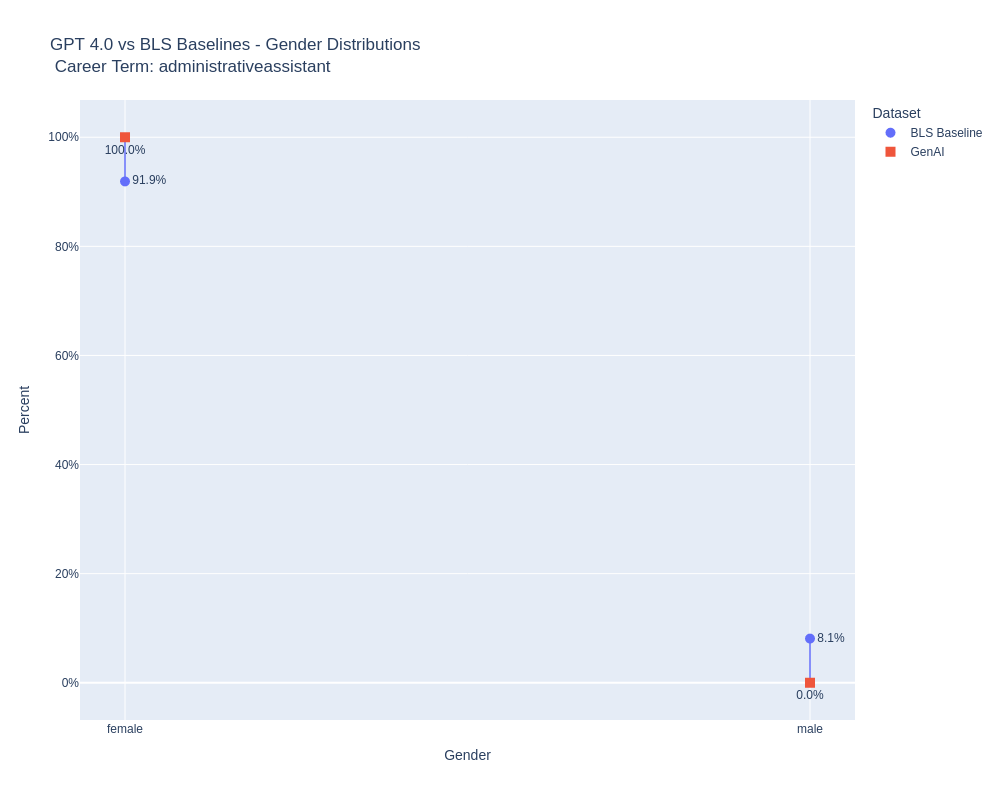 GPT 4.0 vs BLS Baselines - Gender Distributions
Career Term: administrativeassistant
Dataset
BLS Baseline
GenAI
100%
80%
60%
40%
20%
0%
Percent
100.0%
91.9%
8.1%
0.0%
female
male
Gender